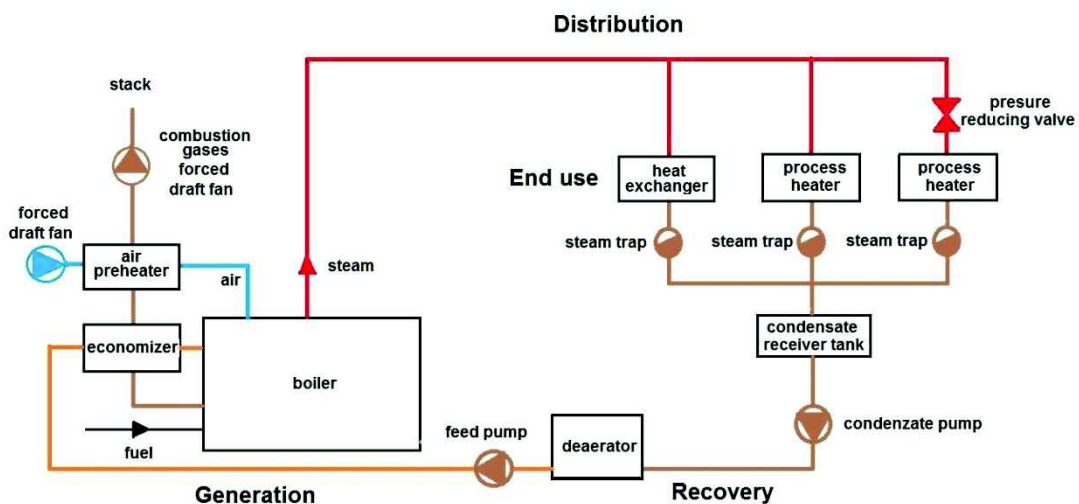 Distribution
stack
combustion
gases
forced
draft fan
presure
reducing valve
End use
heat
exchanger
process
heater
process
heater
forced
draft fan
steam trap
steam trap
steam trap
air
preheater
air
steam
economizer
condensate
receiver tank
boiler
fuel
feed pump
deaerator
condenzate pump
Generation
Recovery